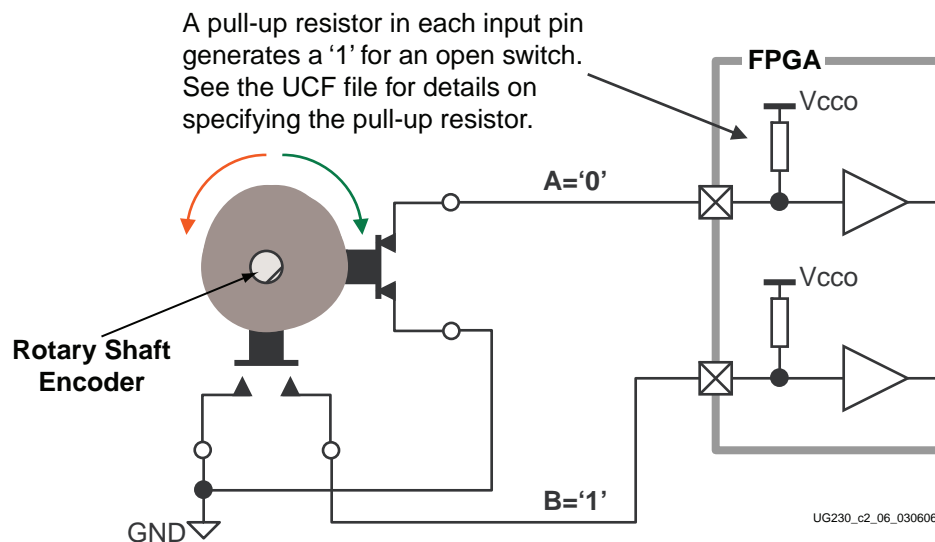 A pull-up resistor in each input pin
generates a ‘1’ for an open switch.
See the UCF file for details on
specifying the pull-up resistor.
FPGA
Vcco
A=‘0’
Vcco
Rotary Shaft
Encoder
B=‘1’
GND
UG230_c2_06_030606